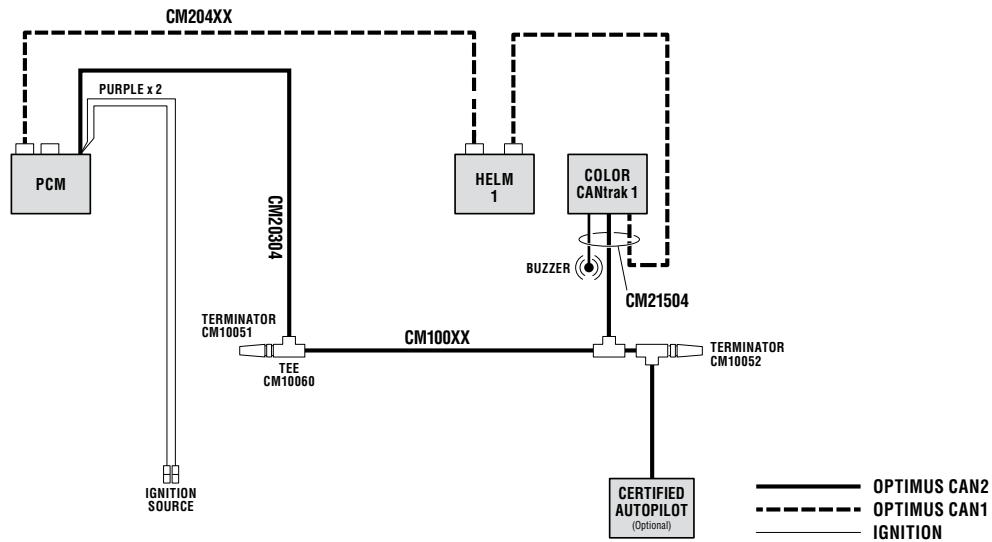 CM204XX
PURPLE x 2
PCM
HELM
1
COLOR
CANtrak 1
CM20304
BUZZER
CM21504
TERMINATOR
CM10051
CM100XX
TERMINATOR
CM10052
TEE
CM10060
IGNITION
SOURCE
CERTIFIED
AUTOPILOT
(Optional)
OPTIMUS CAN2
OPTIMUS CAN1
IGNITION